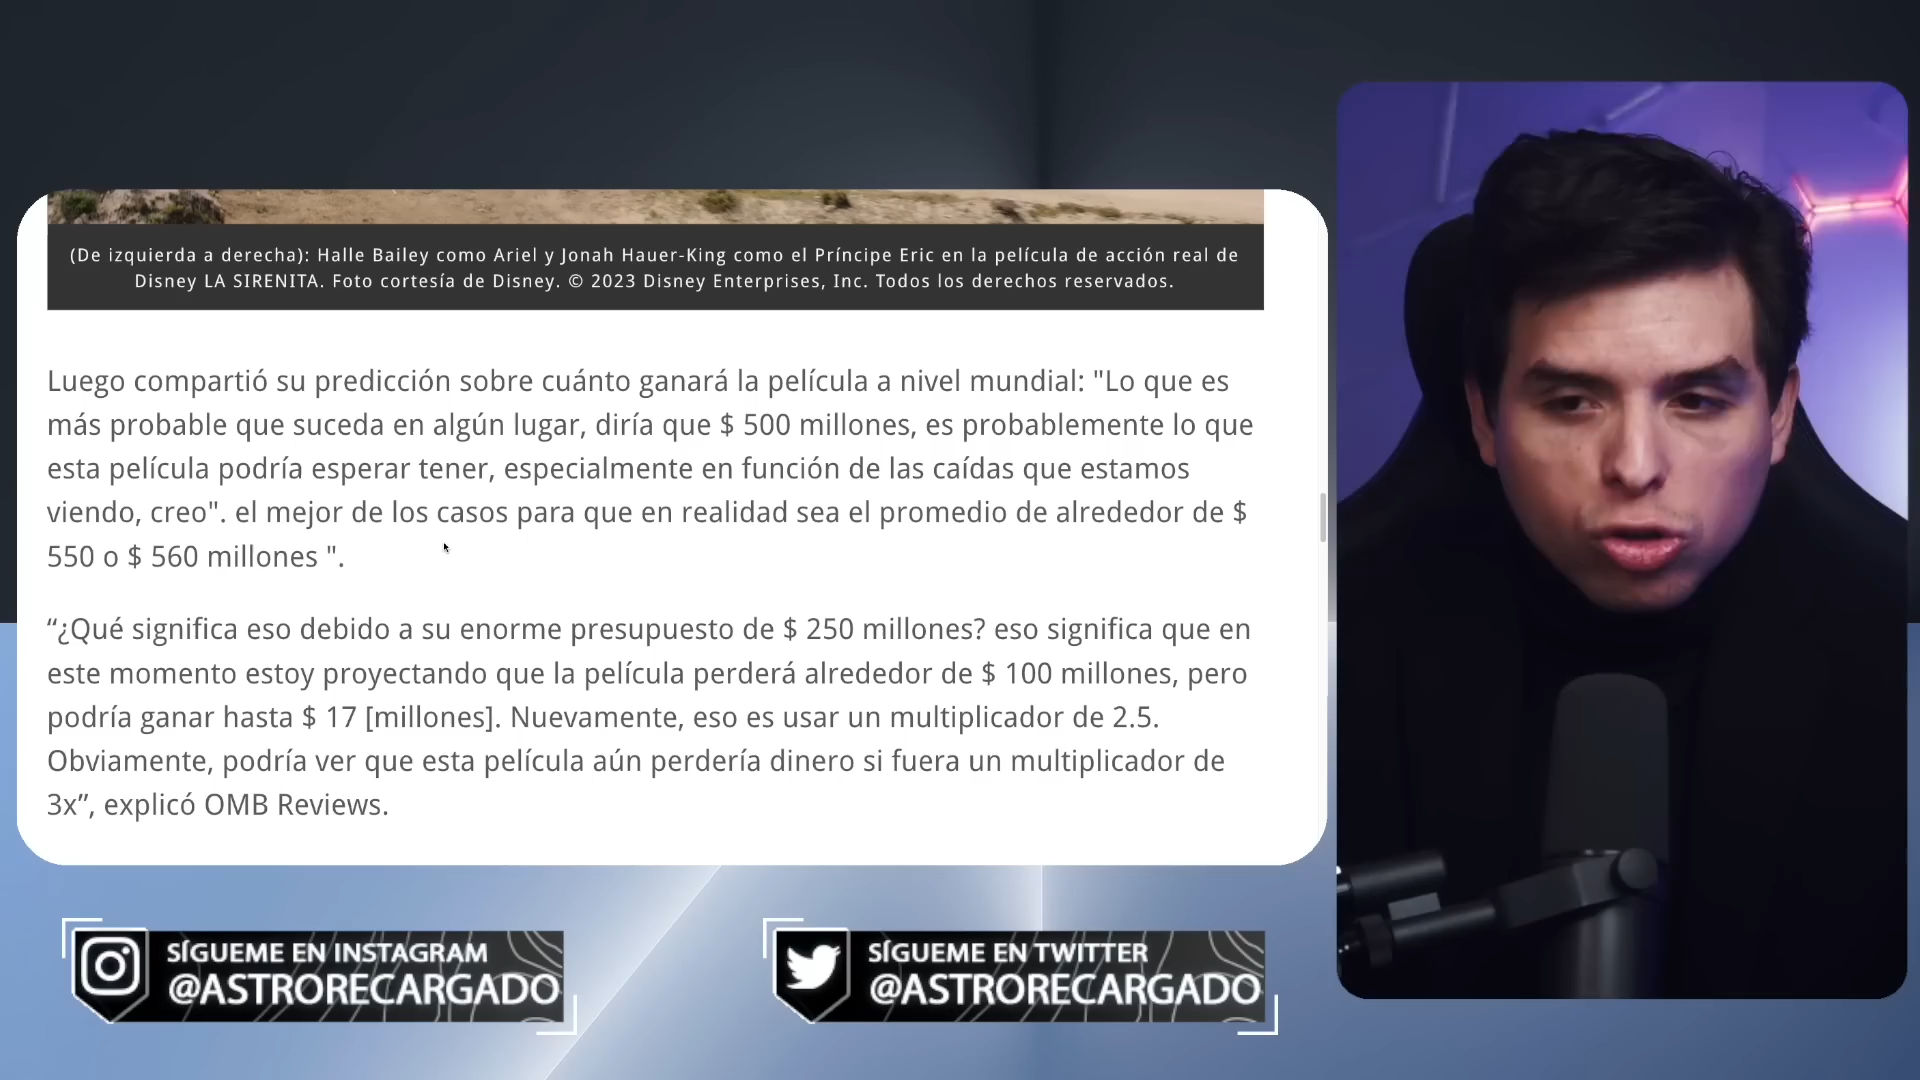 (De izquierda a derecha): Halle Bailey como Ariel y Jonah Hauer-King como el Príncipe Eric en la película de acción real de
Disney LA SIRENITA. Foto cortesía de Disney. © 2023 Disney Enterprises, Inc. Todos los derechos reservados.
Luego compartió su predicción sobre cuánto ganará la película a nivel mundial: "Lo que es
más probable que suceda en algún lugar, diría que $ 500 millones, es probablemente lo que
esta película podría esperar tener, especialmente en función de las caídas que estamos
viendo, creo". el mejor de los casos para que en realidad sea el promedio de alrededor de $
550 o $ 560 millones ".
“¿Qué significa eso debido a su enorme presupuesto de $ 250 millones? eso significa que en
este momento estoy proyectando que la película perderá alrededor de $ 100 millones, pero
podría ganar hasta $ 17 [millones]. Nuevamente, eso es usar un multiplicador de 2.5.
Obviamente, podría ver que esta película aún perdería dinero si fuera un multiplicador de
3x”, explicó OMB Reviews.
SÍGUEME EN INSTAGRAM
@ASTRORECARGADO
SÍGUEME EN TWITTER
@ASTRORECARGADO